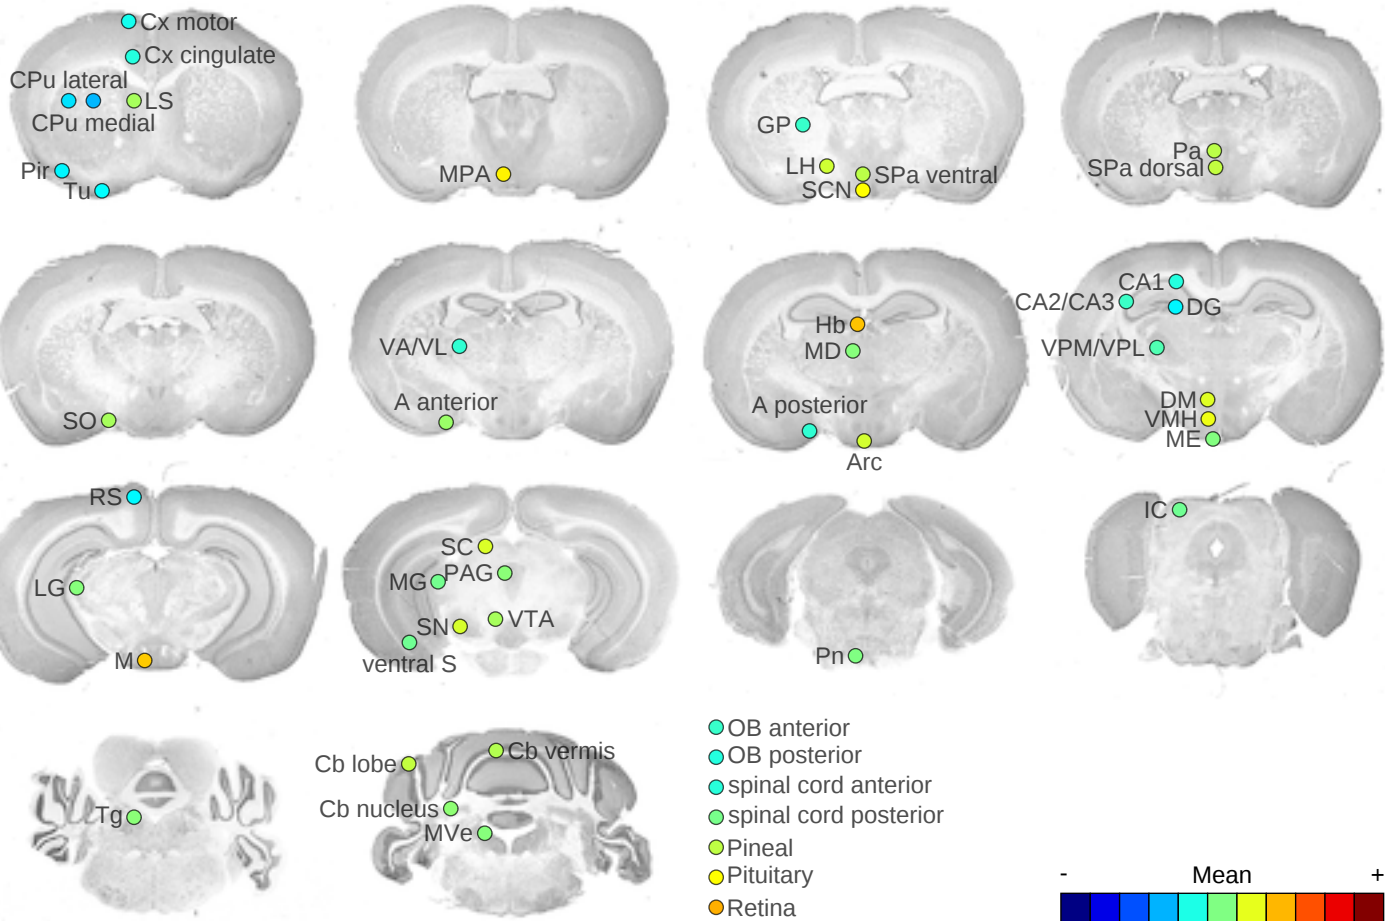 Cx motor
Cx cingulate
CPu lateral
LS
CPu medial
Pir
Tu
MPA
GP
LH
SPa ventral
SCN
Pa
SPa dorsal
SO
VA/VL
A anterior
Hb
MD
A posterior
Arc
CA1
CA2/CA3
DG
VPM/VPL
DM
VMH
ME
RS
LG
M
SC
MG
PAG
SN
VTA
ventral S
Pn
IC
Tg
Cb lobe
Cb vermis
Cb nucleus
MVe
OB anterior
OB posterior
spinal cord anterior
spinal cord posterior
Pineal
Pituitary
Retina
- Mean +